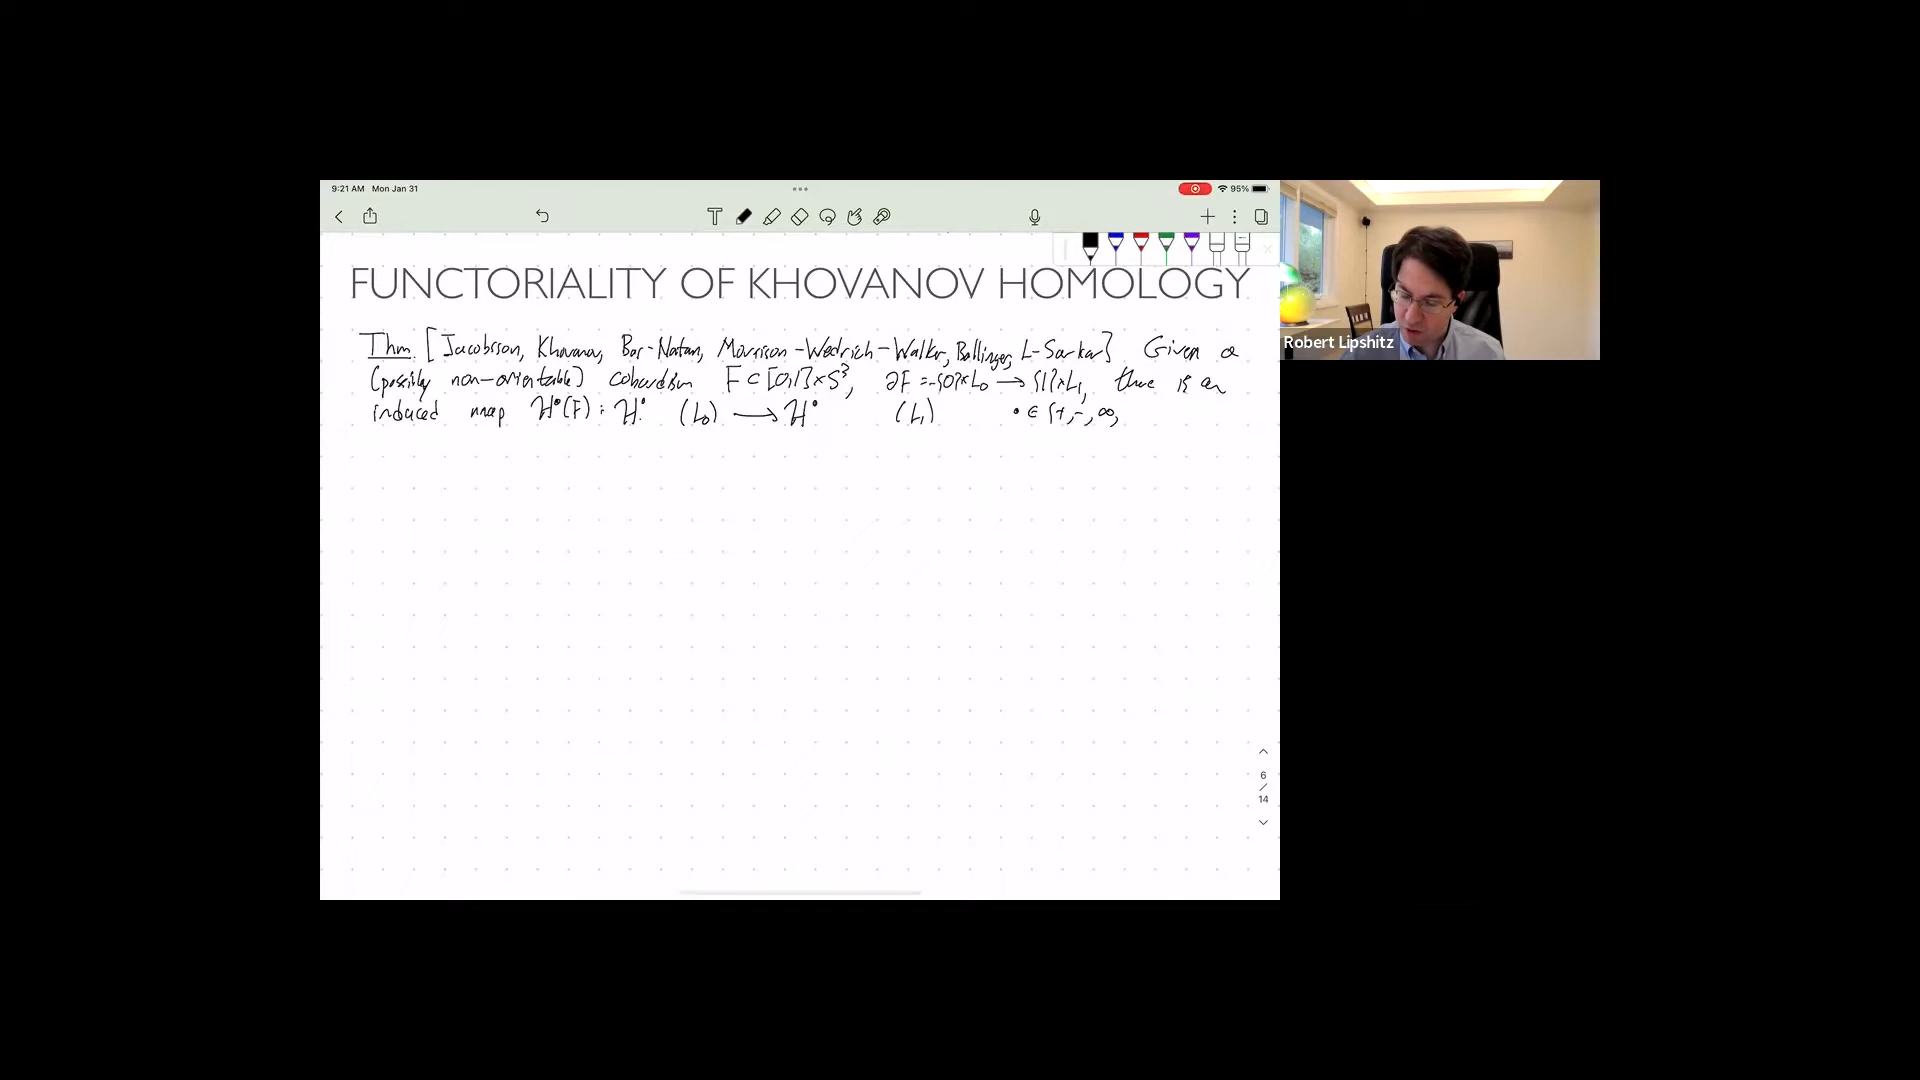 9:21 AM Mon Jan 31
95%
FUNCTORIALITY OF KHOVANOV HOMOLOGY
Thm [Jacobsson, Khovanov, Bar-Natan, Morrison-Wedrich-Walker, Ballinger, L-Sarkar] Given a
(possibly non-orientable) cobordism F ⊂ [0,1]×S³, ∂F = -{0}×L₀ → {1}×L₁, there is an
induced map H•(F): H• (L₀) → H• (L₁) • ∈ {+, -, ∞,
Robert Lipshitz
6
/
14